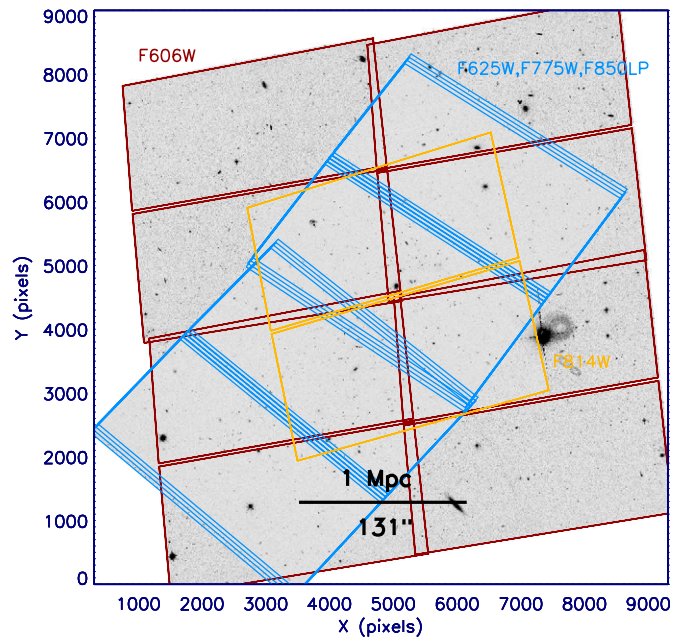 9000
8000
7000
6000
5000
4000
3000
2000
1000
0
Y (pixels)
F606W
F625W,F775W,F850LP
F814W
1 Mpc
131"
1000 2000 3000 4000 5000 6000 7000 8000 9000
X (pixels)